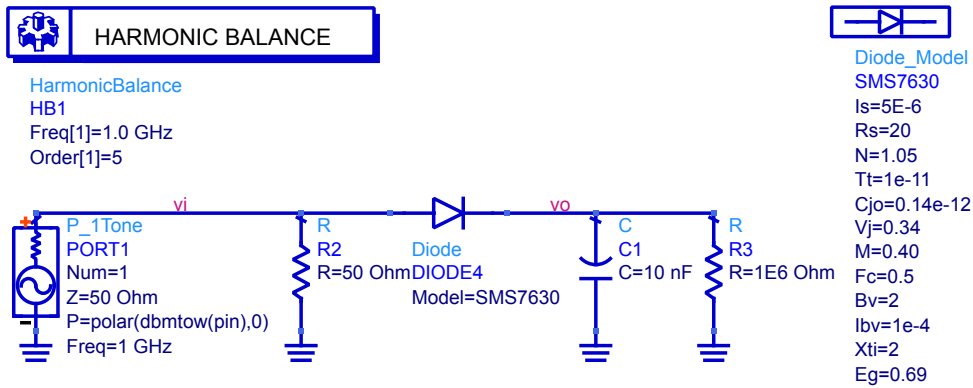 HARMONIC BALANCE
HarmonicBalance
HB1
Freq[1]=1.0 GHz
Order[1]=5
Diode_Model
SMS7630
Is=5E-6
Rs=20
N=1.05
Tt=1e-11
Cjo=0.14e-12
Vj=0.34
M=0.40
Fc=0.5
Bv=2
Ibv=1e-4
Xti=2
Eg=0.69
vi
vo
+
-
P_1Tone
PORT1
Num=1
Z=50 Ohm
P=polar(dbmtow(pin),0)
Freq=1 GHz
R
R2
R=50 Ohm
Diode
DIODE4
Model=SMS7630
C
C1
C=10 nF
R
R3
R=1E6 Ohm